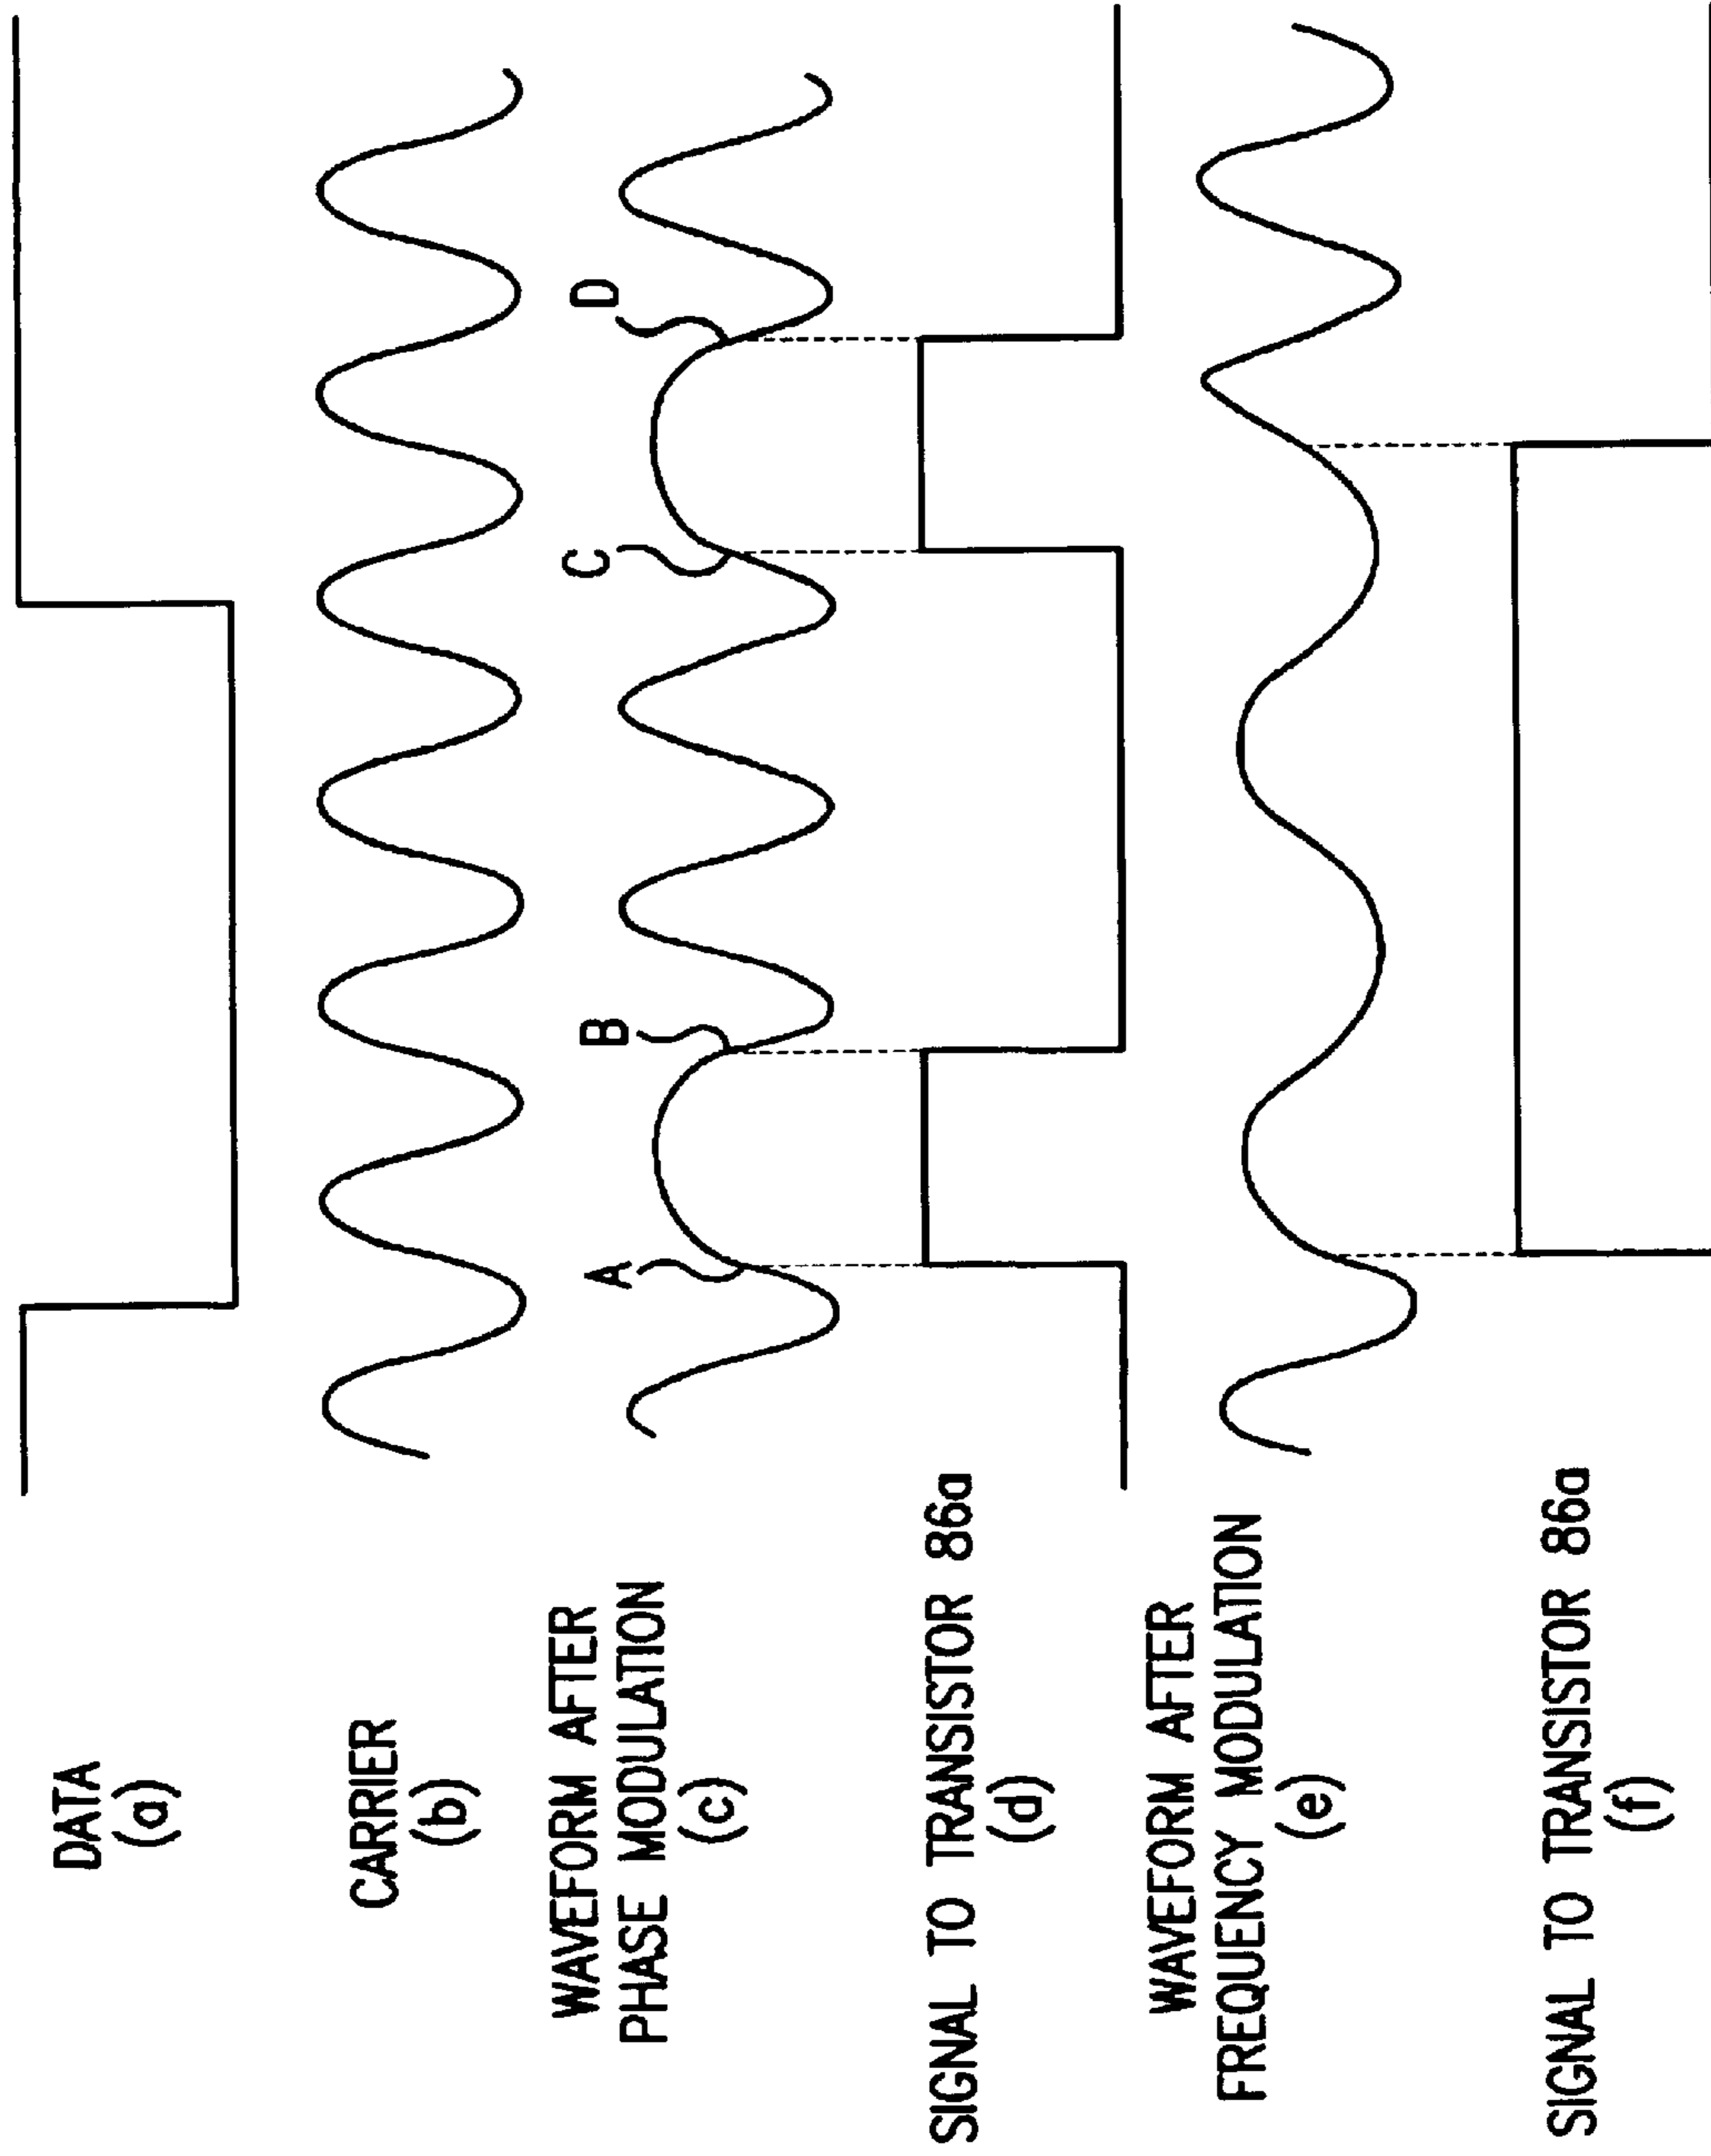 DATA
(a)
CARRIER
(b)
WAVEFORM AFTER
PHASE MODULATION
(c)
A
B
C
D
SIGNAL TO TRANSISTOR 86a
(d)
WAVEFORM AFTER
FREQUENCY MODULATION
(e)
SIGNAL TO TRANSISTOR 86a
(f)